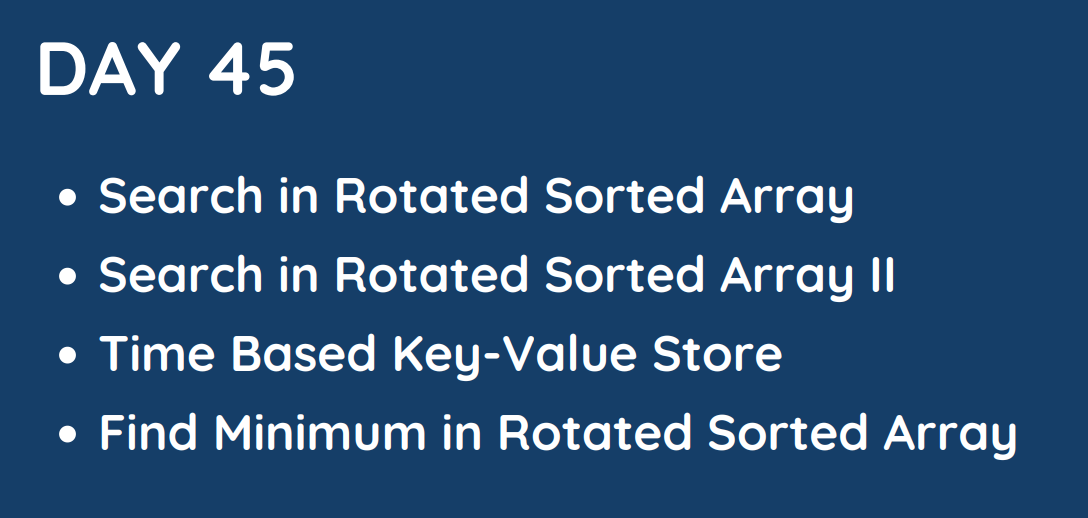 DAY 45
• Search in Rotated Sorted Array
• Search in Rotated Sorted Array II
• Time Based Key-Value Store
• Find Minimum in Rotated Sorted Array